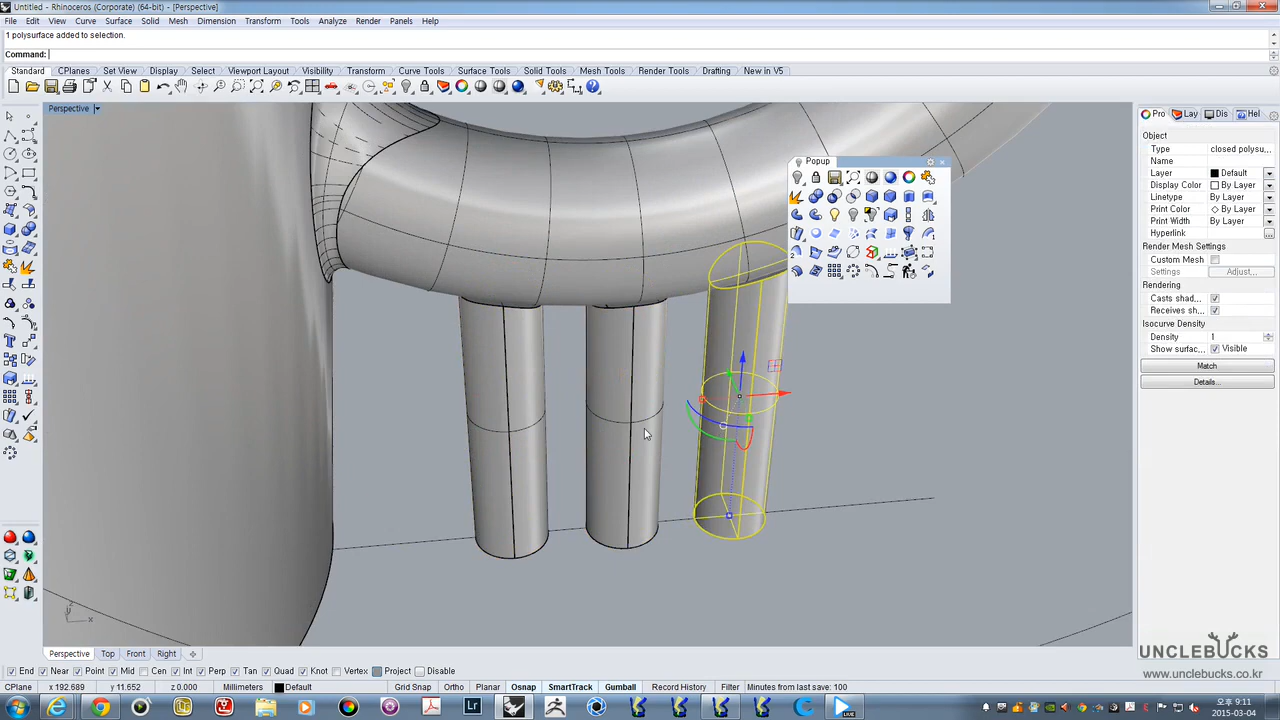 Untitled - Rhinoceros (Corporate) (64-bit) - [Perspective]
File Edit View Curve Surface Solid Mesh Dimension Transform Tools Analyze Render Panels Help
1 polysurface added to selection.
Command:
Standard CPlanes Set View Display Select Viewport Layout Visibility Transform Curve Tools Surface Tools Solid Tools Mesh Tools Render Tools Drafting New in V5
Perspective
Pro Lay Dis Hel
Popup
Object
Type closed polysu...
Name
Layer Default
Display Color By Layer
Linetype By Layer
Print Color By Layer
Print Width By Layer
Hyperlink
Render Mesh Settings
Custom Mesh
Settings Adjust...
Rendering
Casts shad...
Receives sh...
Isocurve Density
Density 1
Show surfac... Visible
Match
Details...
z
y
x
UNCLEBUCKS
www.unclebucks.co.kr
Perspective Top Front Right
End Near Point Mid Cen Int Perp Tan Quad Knot Vertex Project Disable
CPlane x 192.689 y 11.652 z 0.000 Millimeters Default Grid Snap Ortho Planar Osnap SmartTrack Gumball Record History Filter Minutes from last save: 100
Lr
LIVE
오후 9:11
2015-03-04